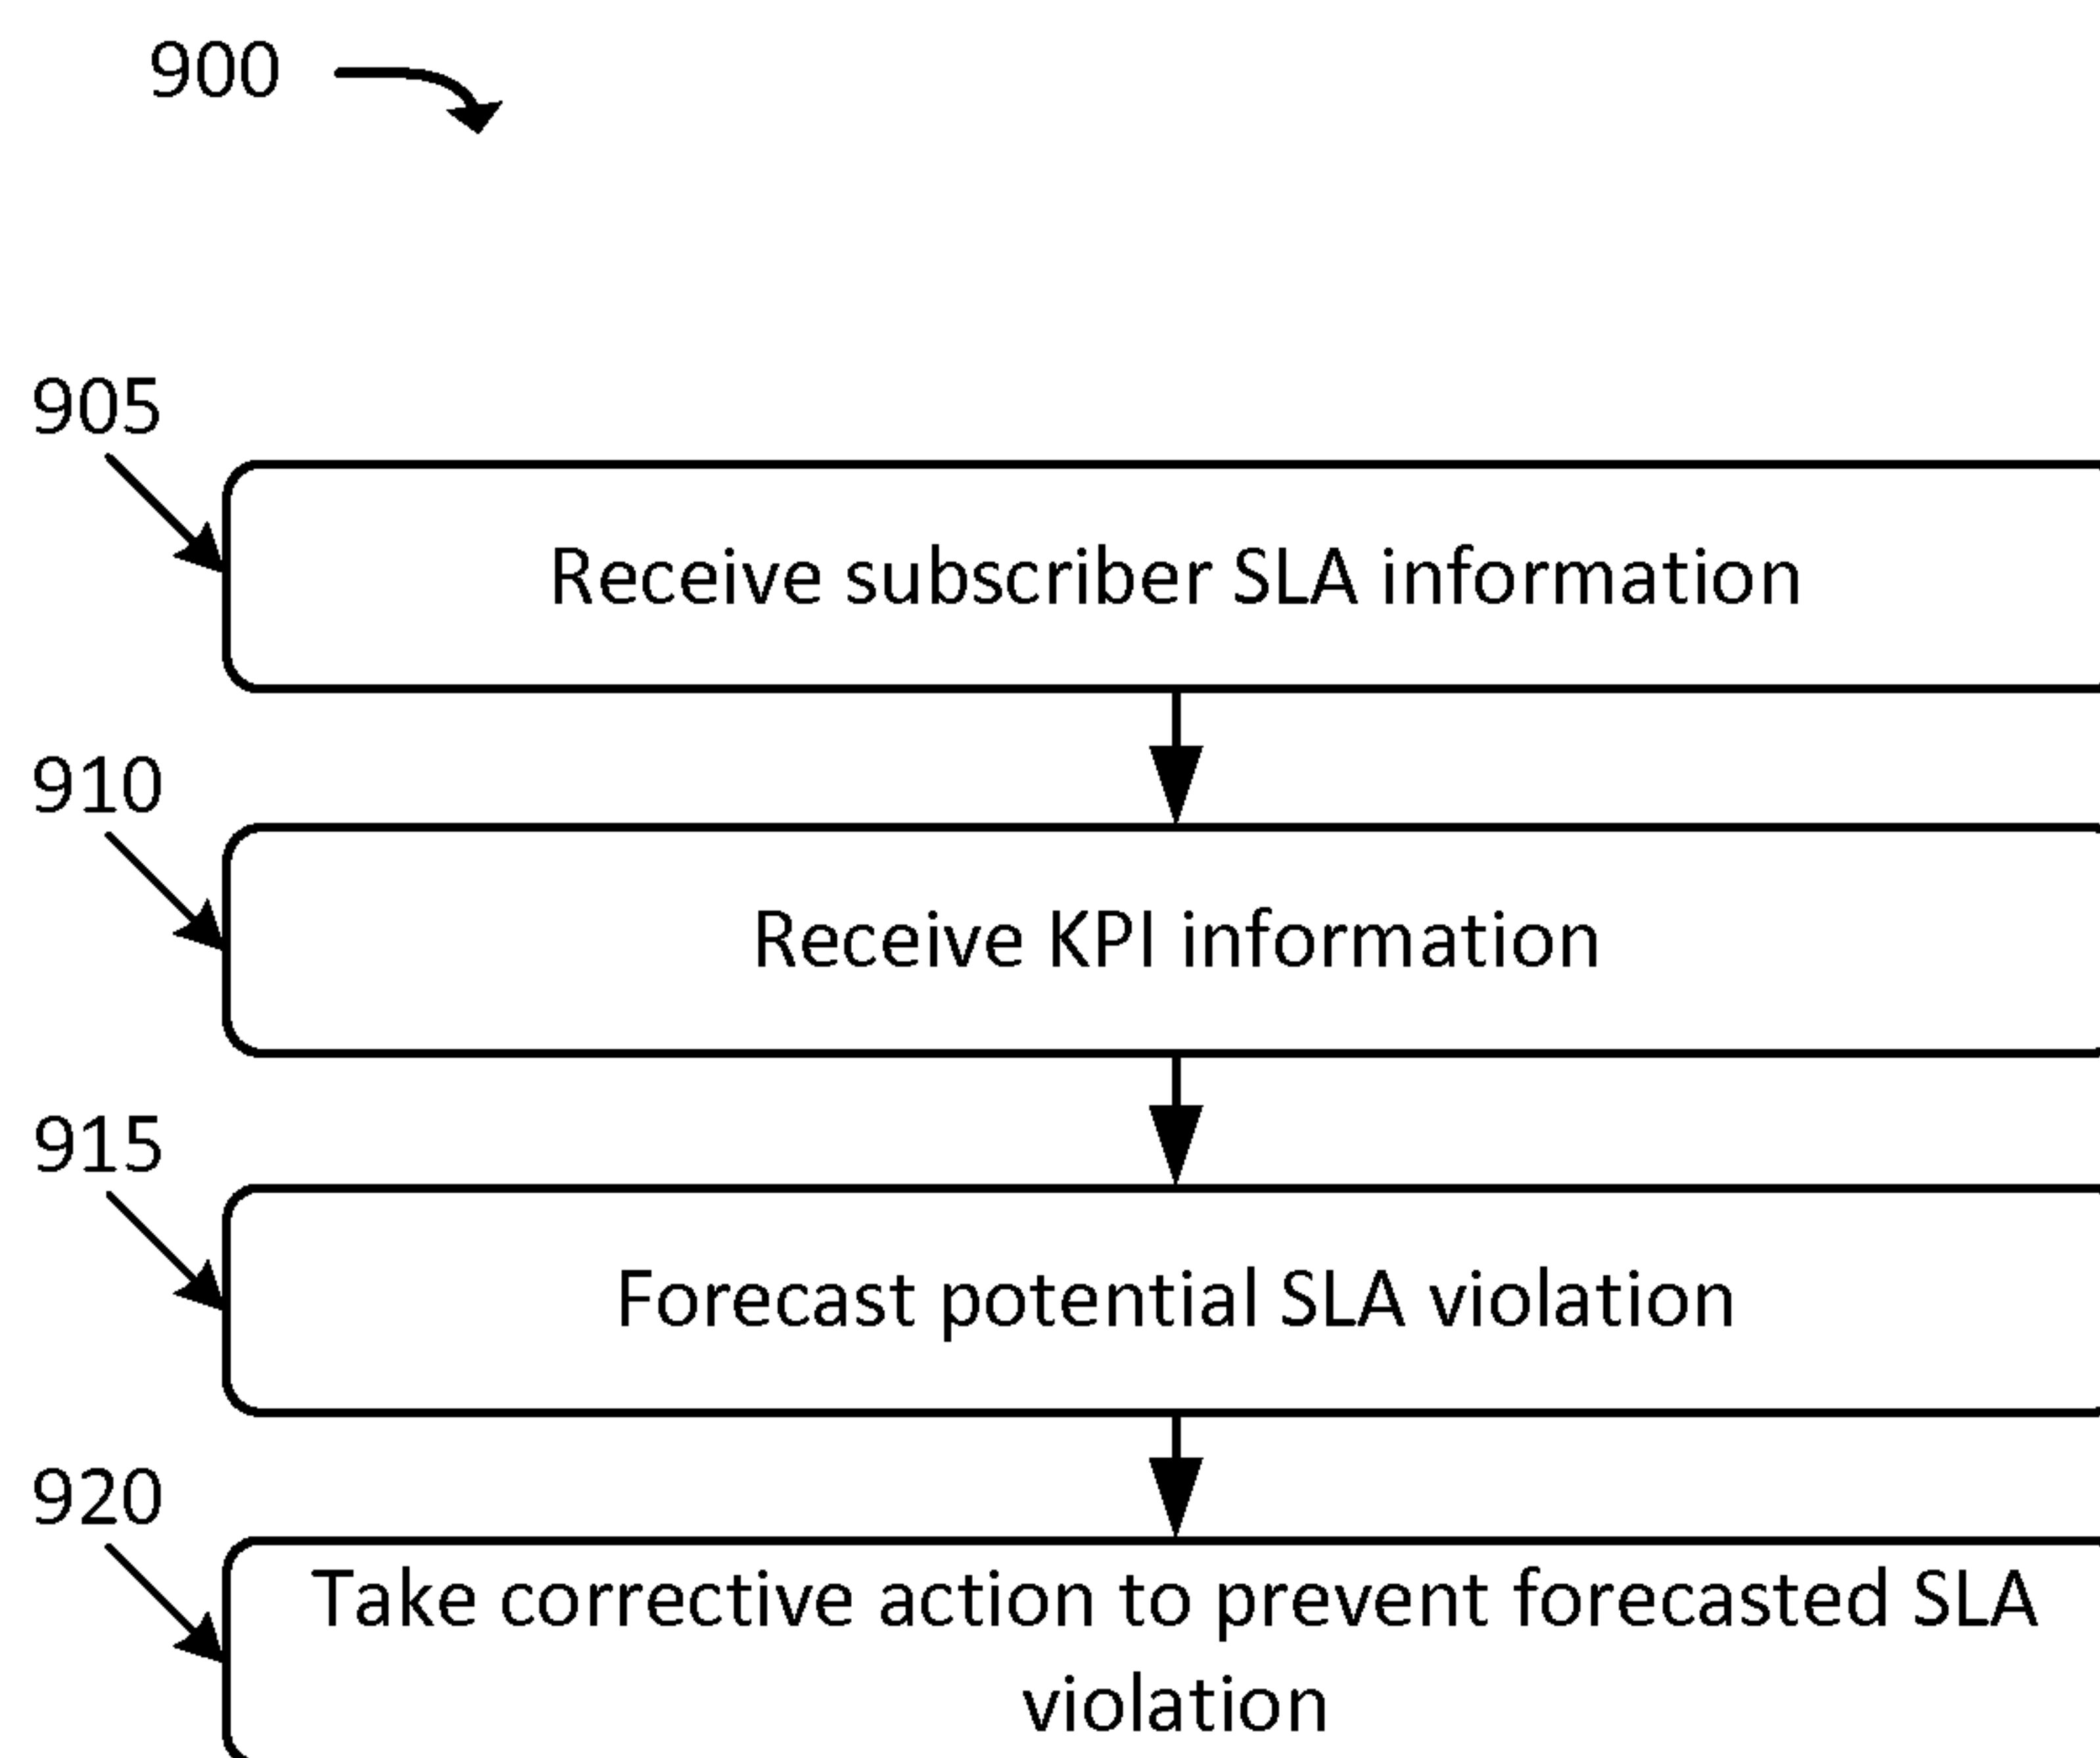 900
905
Receive subscriber SLA information
910
Receive KPI information
915
Forecast potential SLA violation
920
Take corrective action to prevent forecasted SLA
violation